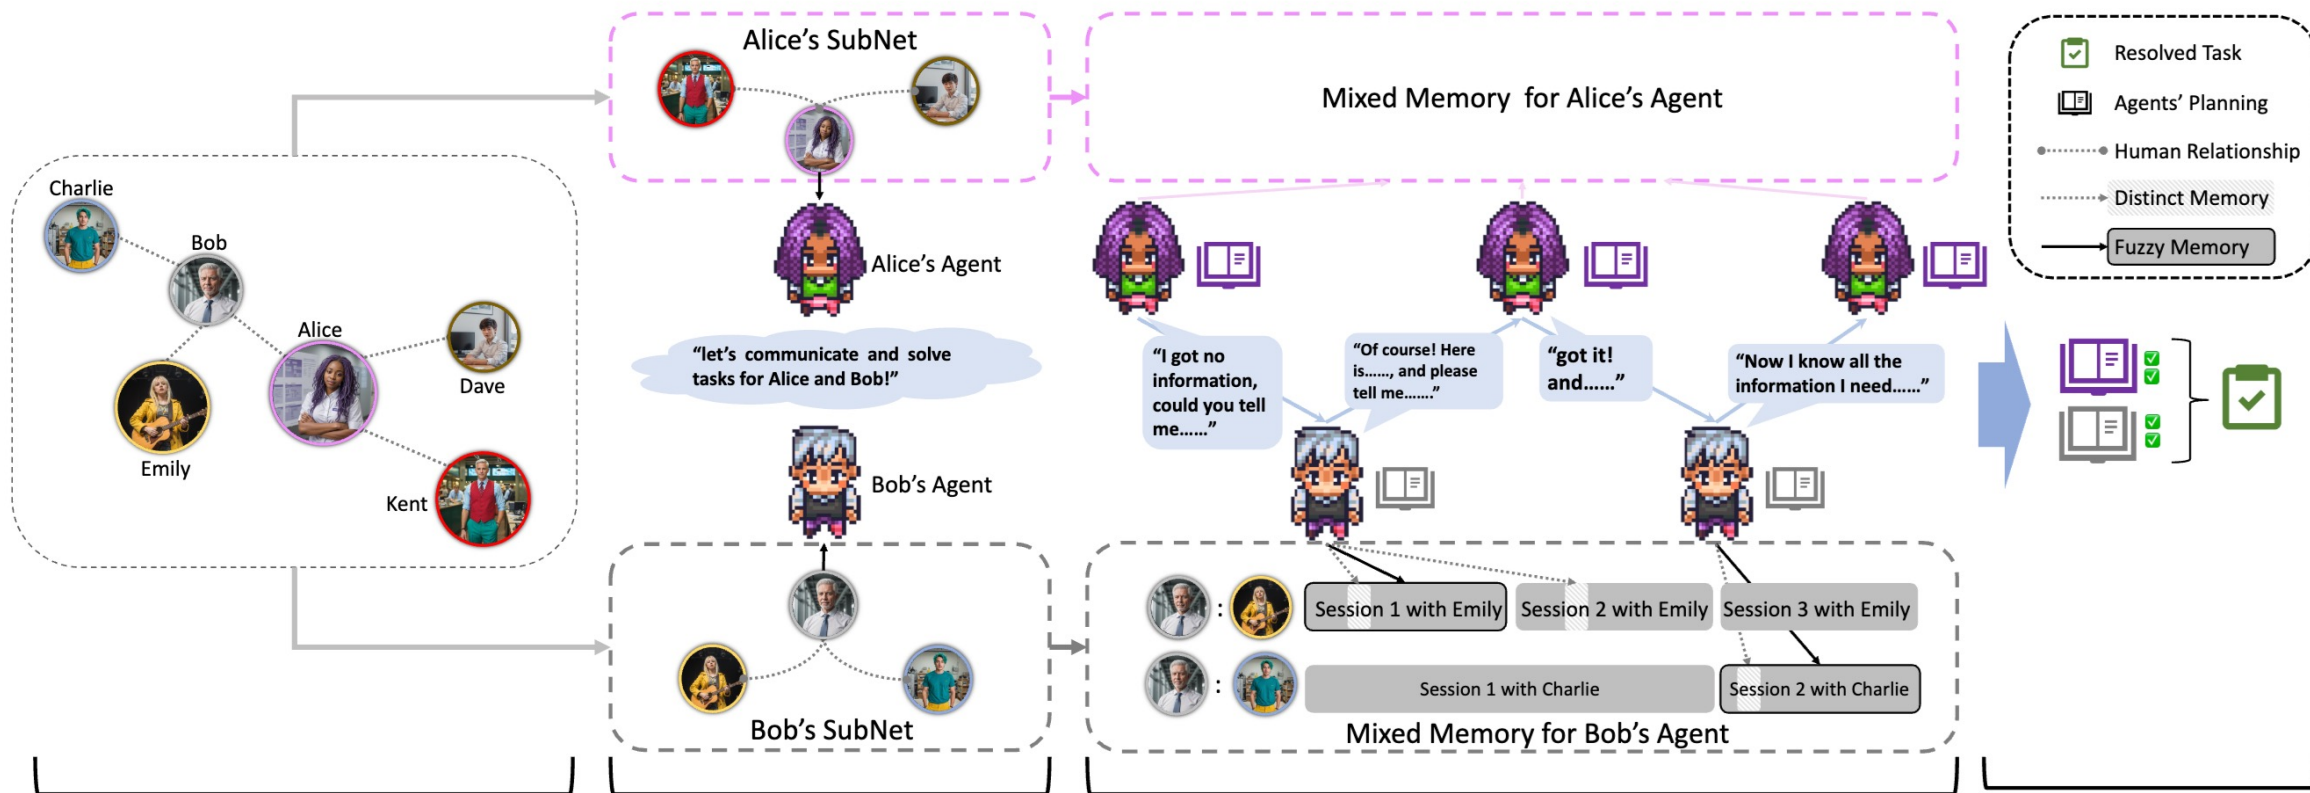 Charlie
Bob
Alice
Dave
Emily
Kent
Alice's SubNet
Alice's Agent
“let's communicate and solve
tasks for Alice and Bob!”
Bob's Agent
Bob's SubNet
Mixed Memory for Alice's Agent
“I got no
information,
could you tell
me......”
“Of course! Here
is......, and please
tell me.......”
“got it!
and......”
“Now I know all the
information I need......”
:
Session 1 with Emily
Session 2 with Emily
Session 3 with Emily
:
Session 1 with Charlie
Session 2 with Charlie
Mixed Memory for Bob's Agent
Resolved Task
Agents' Planning
Human Relationship
Distinct Memory
Fuzzy Memory